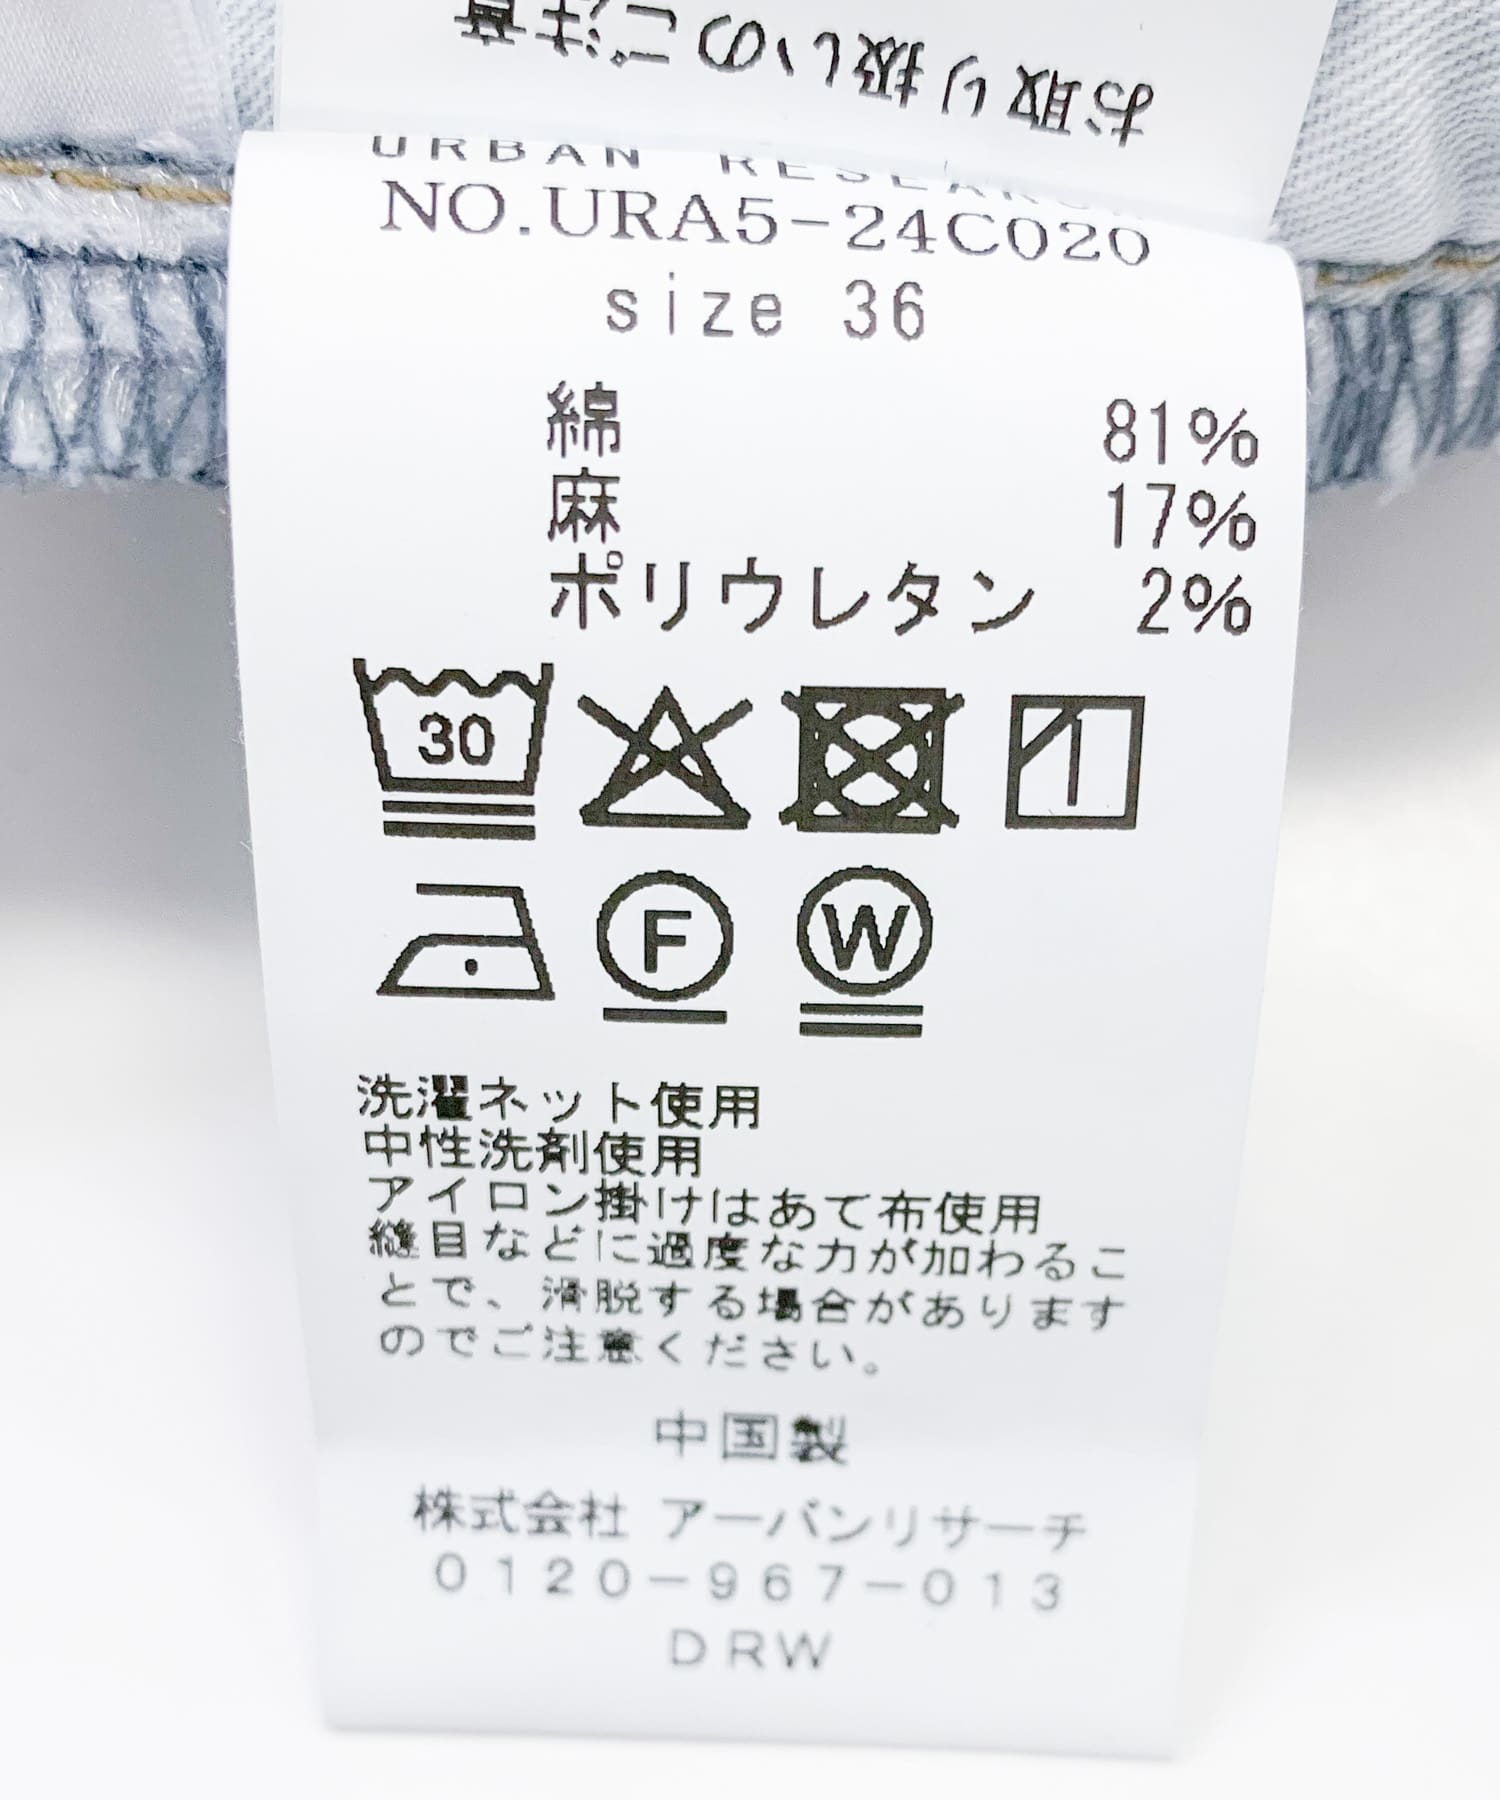 お取り扱いのご注意
URBAN RESEARCH
NO.URA5-24C020
size 36
綿 81%
麻 17%
ポリウレタン 2%
30
F W
洗濯ネット使用
中性洗剤使用
アイロン掛けはあて布使用
縫目などに過度な力が加わるこ
とで、滑脱する場合があります
のでご注意ください。
中国製
株式会社 アーバンリサーチ
0120-967-013
DRW